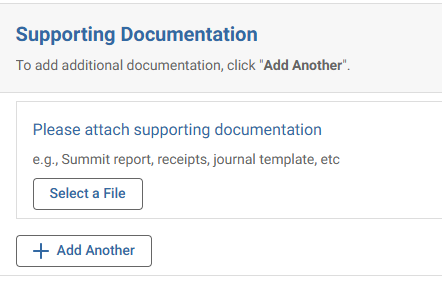 Supporting Documentation
To add additional documentation, click "Add Another".
Please attach supporting documentation
e.g., Summit report, receipts, journal template, etc
Select a File
+ Add Another